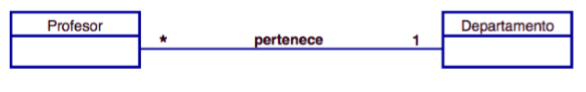 Profesor
* pertenece 1
Departamento